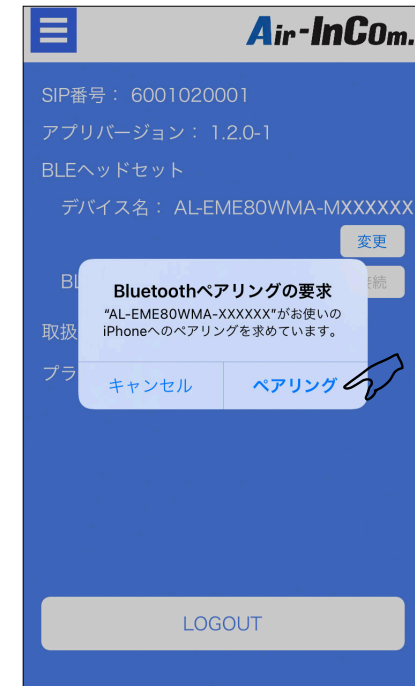 Air-InCom.
SIP番号： 6001020001
アプリバージョン： 1.2.0-1
BLEヘッドセット
デバイス名： AL-EME80WMA-MXXXXXX
変更
続
Bluetoothペアリングの要求
“AL-EME80WMA-XXXXXX”がお使いの
iPhoneへのペアリングを求めています。
取扱
プラ
キャンセル ペアリング
LOGOUT